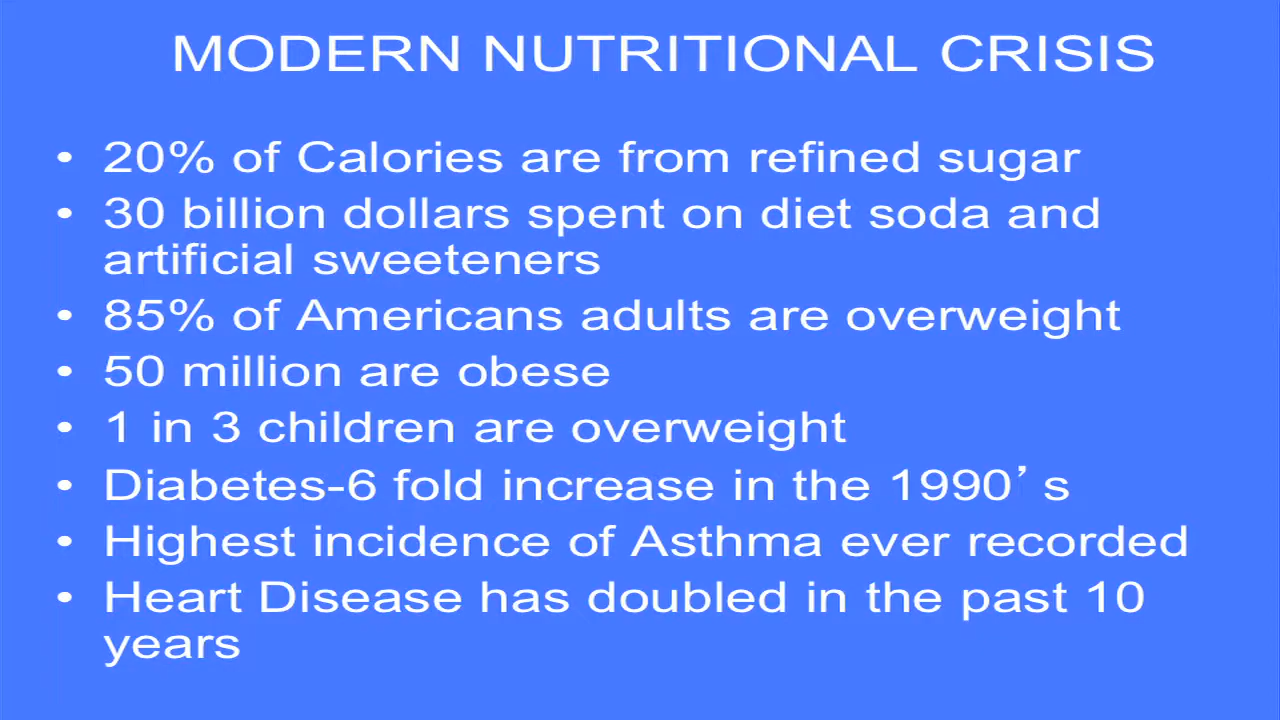 MODERN NUTRITIONAL CRISIS
• 20% of Calories are from refined sugar
• 30 billion dollars spent on diet soda and
artificial sweeteners
• 85% of Americans adults are overweight
• 50 million are obese
• 1 in 3 children are overweight
• Diabetes-6 fold increase in the 1990’ s
• Highest incidence of Asthma ever recorded
• Heart Disease has doubled in the past 10
years